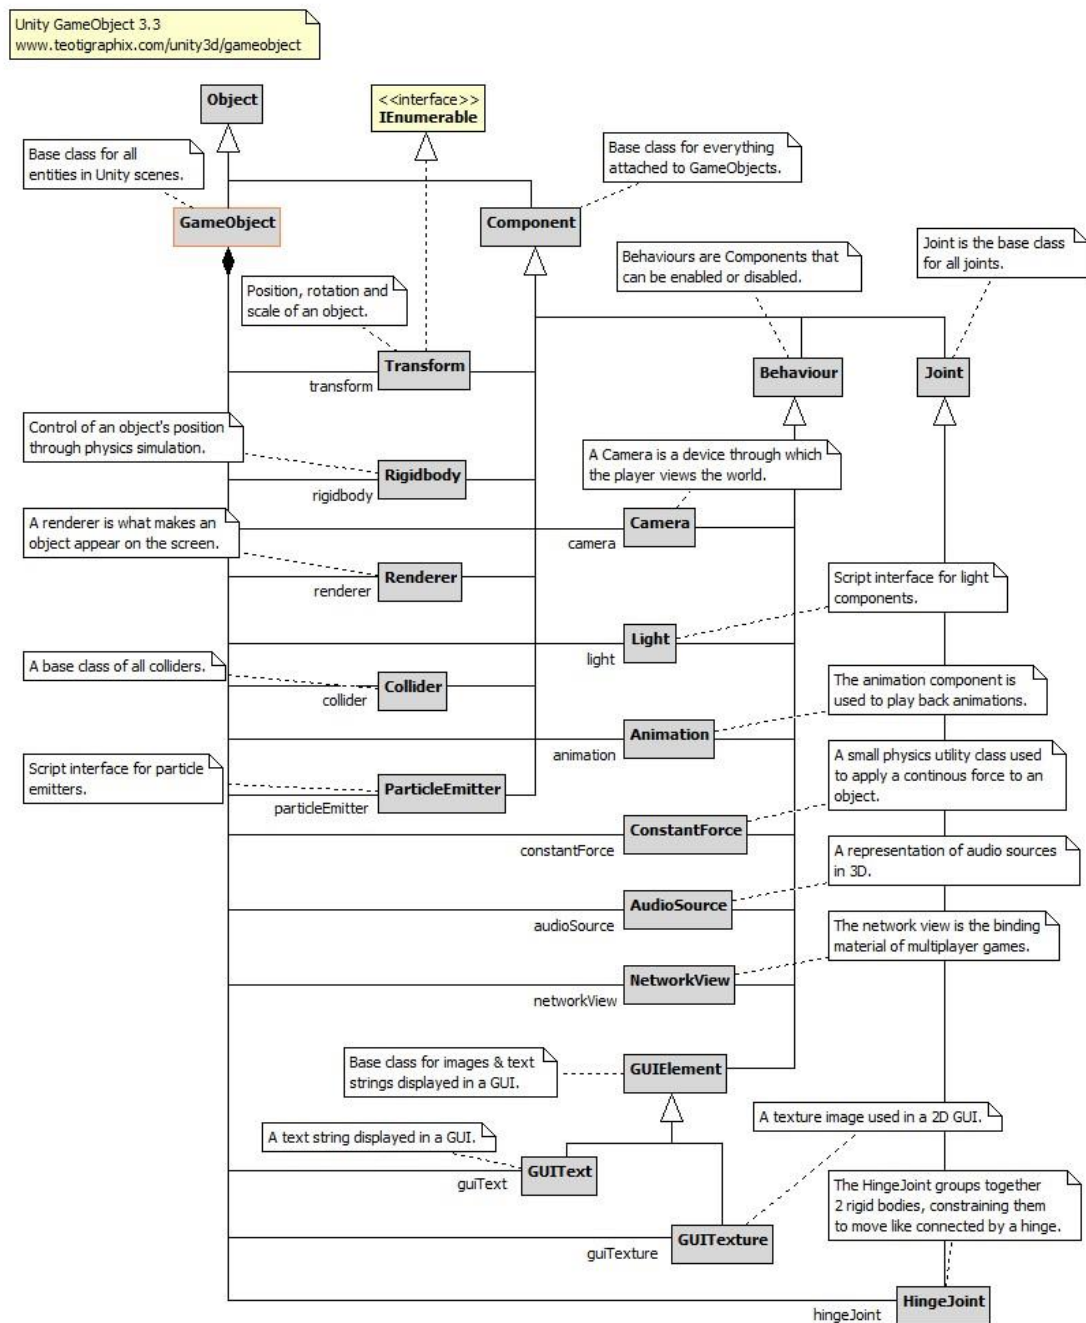 Unity GameObject 3.3
www.teotigraphix.com/unity3d/gameobject
Object
<<interface>>
IEnumerable
Base class for all
entities in Unity scenes.
Base class for everything
attached to GameObjects.
GameObject
Component
Behaviours are Components that
can be enabled or disabled.
Joint is the base class
for all joints.
Position, rotation and
scale of an object.
Transform
transform
Behaviour
Joint
Control of an object's position
through physics simulation.
A Camera is a device through which
the player views the world.
Rigidbody
rigidbody
A renderer is what makes an
object appear on the screen.
Camera
camera
Renderer
renderer
Script interface for light
components.
Light
light
A base class of all colliders.
Collider
collider
The animation component is
used to play back animations.
Animation
animation
Script interface for particle
emitters.
ParticleEmitter
particleEmitter
A small physics utility class used
to apply a continous force to an
object.
ConstantForce
constantForce
A representation of audio sources
in 3D.
AudioSource
audioSource
The network view is the binding
material of multiplayer games.
NetworkView
networkView
Base class for images & text
strings displayed in a GUI.
GUIElement
A text string displayed in a GUI.
A texture image used in a 2D GUI.
GUIText
guiText
The HingeJoint groups together
2 rigid bodies, constraining them
to move like connected by a hinge.
GUITexture
guiTexture
HingeJoint
hingeJoint